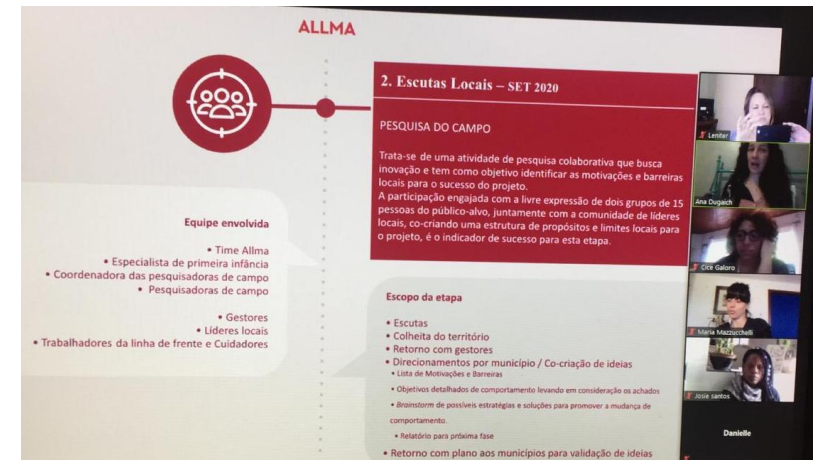 ALLMA
2. Escutas Locais – SET 2020
PESQUISA DO CAMPO
Trata-se de uma atividade de pesquisa colaborativa que busca
inovação e tem como objetivo identificar as motivações e barreiras
locais para o sucesso do projeto.
A participação engajada com a livre expressão de dois grupos de 15
pessoas do público-alvo, juntamente com a comunidade de líderes
locais, co-criando uma estrutura de propósitos e limites locais para
o projeto, é o indicador de sucesso para esta etapa.
Equipe envolvida
• Time Allma
• Especialista de primeira infância
• Coordenadora das pesquisadoras de campo
• Pesquisadoras de campo
• Gestores
• Líderes locais
• Trabalhadores da linha de frente e Cuidadores
Escopo da etapa
• Escutas
• Colheita do território
• Retorno com gestores
• Direcionamentos por município / Co-criação de ideias
• Lista de Motivações e Barreiras
• Objetivos detalhados de comportamento levando em consideração os achados
• Brainstorm de possíveis estratégias e soluções para promover a mudança de
comportamento.
• Relatório para próxima fase
• Retorno com plano aos municípios para validação de ideias
Leniter
Ana Dugaich
Cice Galoro
Maria Mazzucchelli
Josia santos
Danielle